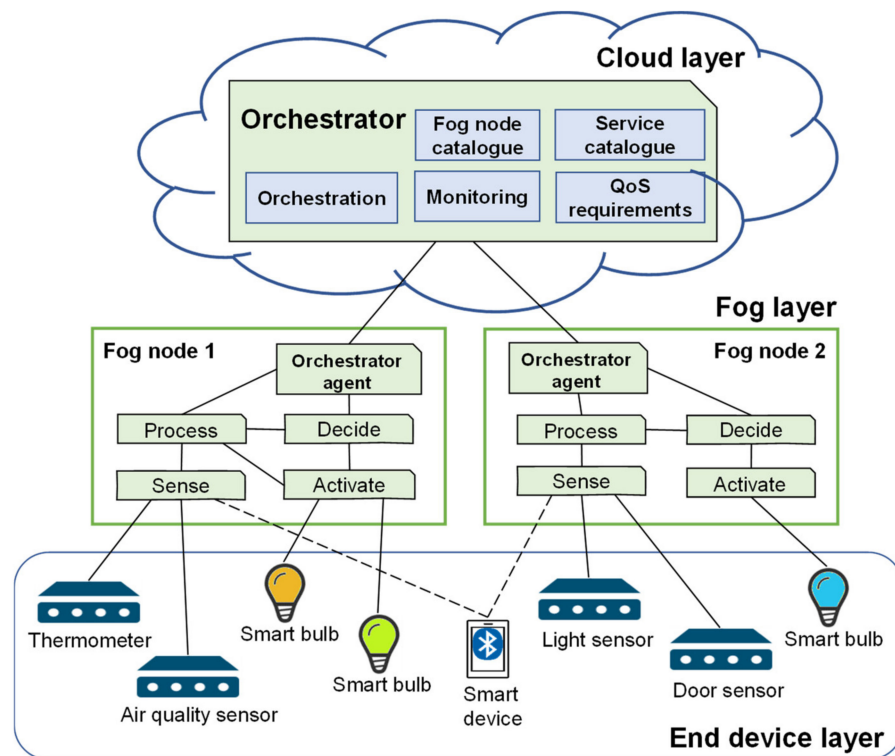 Cloud layer
Orchestrator
Fog node
catalogue
Service
catalogue
Orchestration
Monitoring
QoS
requirements
Fog layer
Fog node 1
Orchestrator
agent
Process
Decide
Sense
Activate
Fog node 2
Orchestrator
agent
Process
Decide
Sense
Activate
Thermometer
Air quality sensor
Smart bulb
Smart bulb
Smart
device
Light sensor
Door sensor
Smart bulb
End device layer